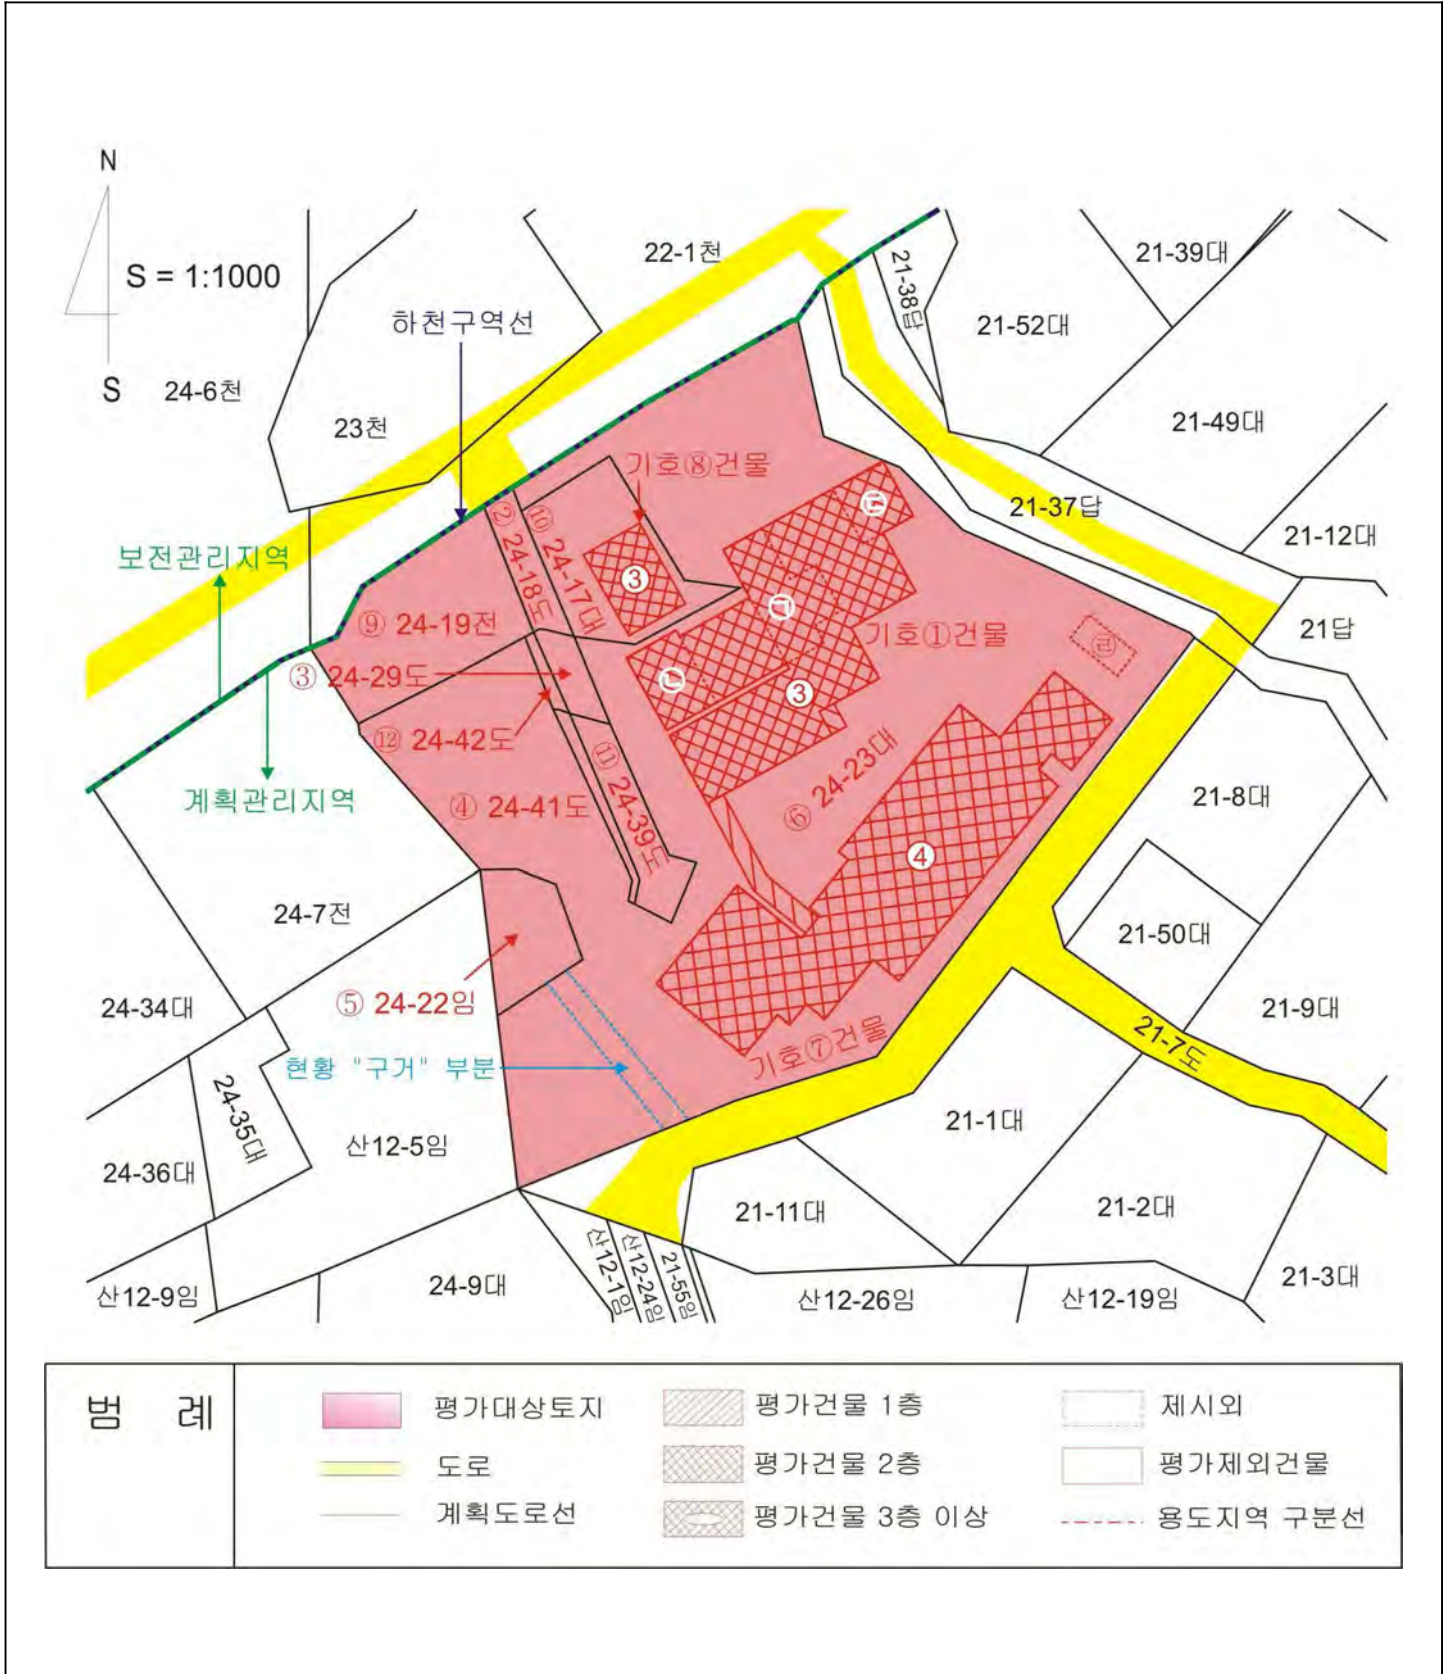 N
S = 1:1000
S
22-1천
21-39대
21-38답
21-52대
하천구역선
24-6천
23천
21-49대
기호⑧건물
21-37답
21-12대
보전관리지역
② 24-18도
⑩ 24-17대
③
㉠
기호①건물
㉣
21답
⑨ 24-19전
③ 24-29도
㉡
③
⑫ 24-42도
⑥ 24-23대
계획관리지역
④ 24-41도
⑪ 24-39도
21-8대
④
24-7전
21-50대
⑤ 24-22임
24-34대
21-9대
21-7도
기호⑦건물
현황 "구거" 부분
24-35대
21-1대
산12-5임
24-36대
21-11대
21-2대
산12-1임
산12-24임
21-55임
산12-9임
24-9대
산12-26임
산12-19임
21-3대
범 례
평가대상토지
평가건물 1층
제시외
도로
평가건물 2층
평가제외건물
계획도로선
평가건물 3층 이상
용도지역 구분선